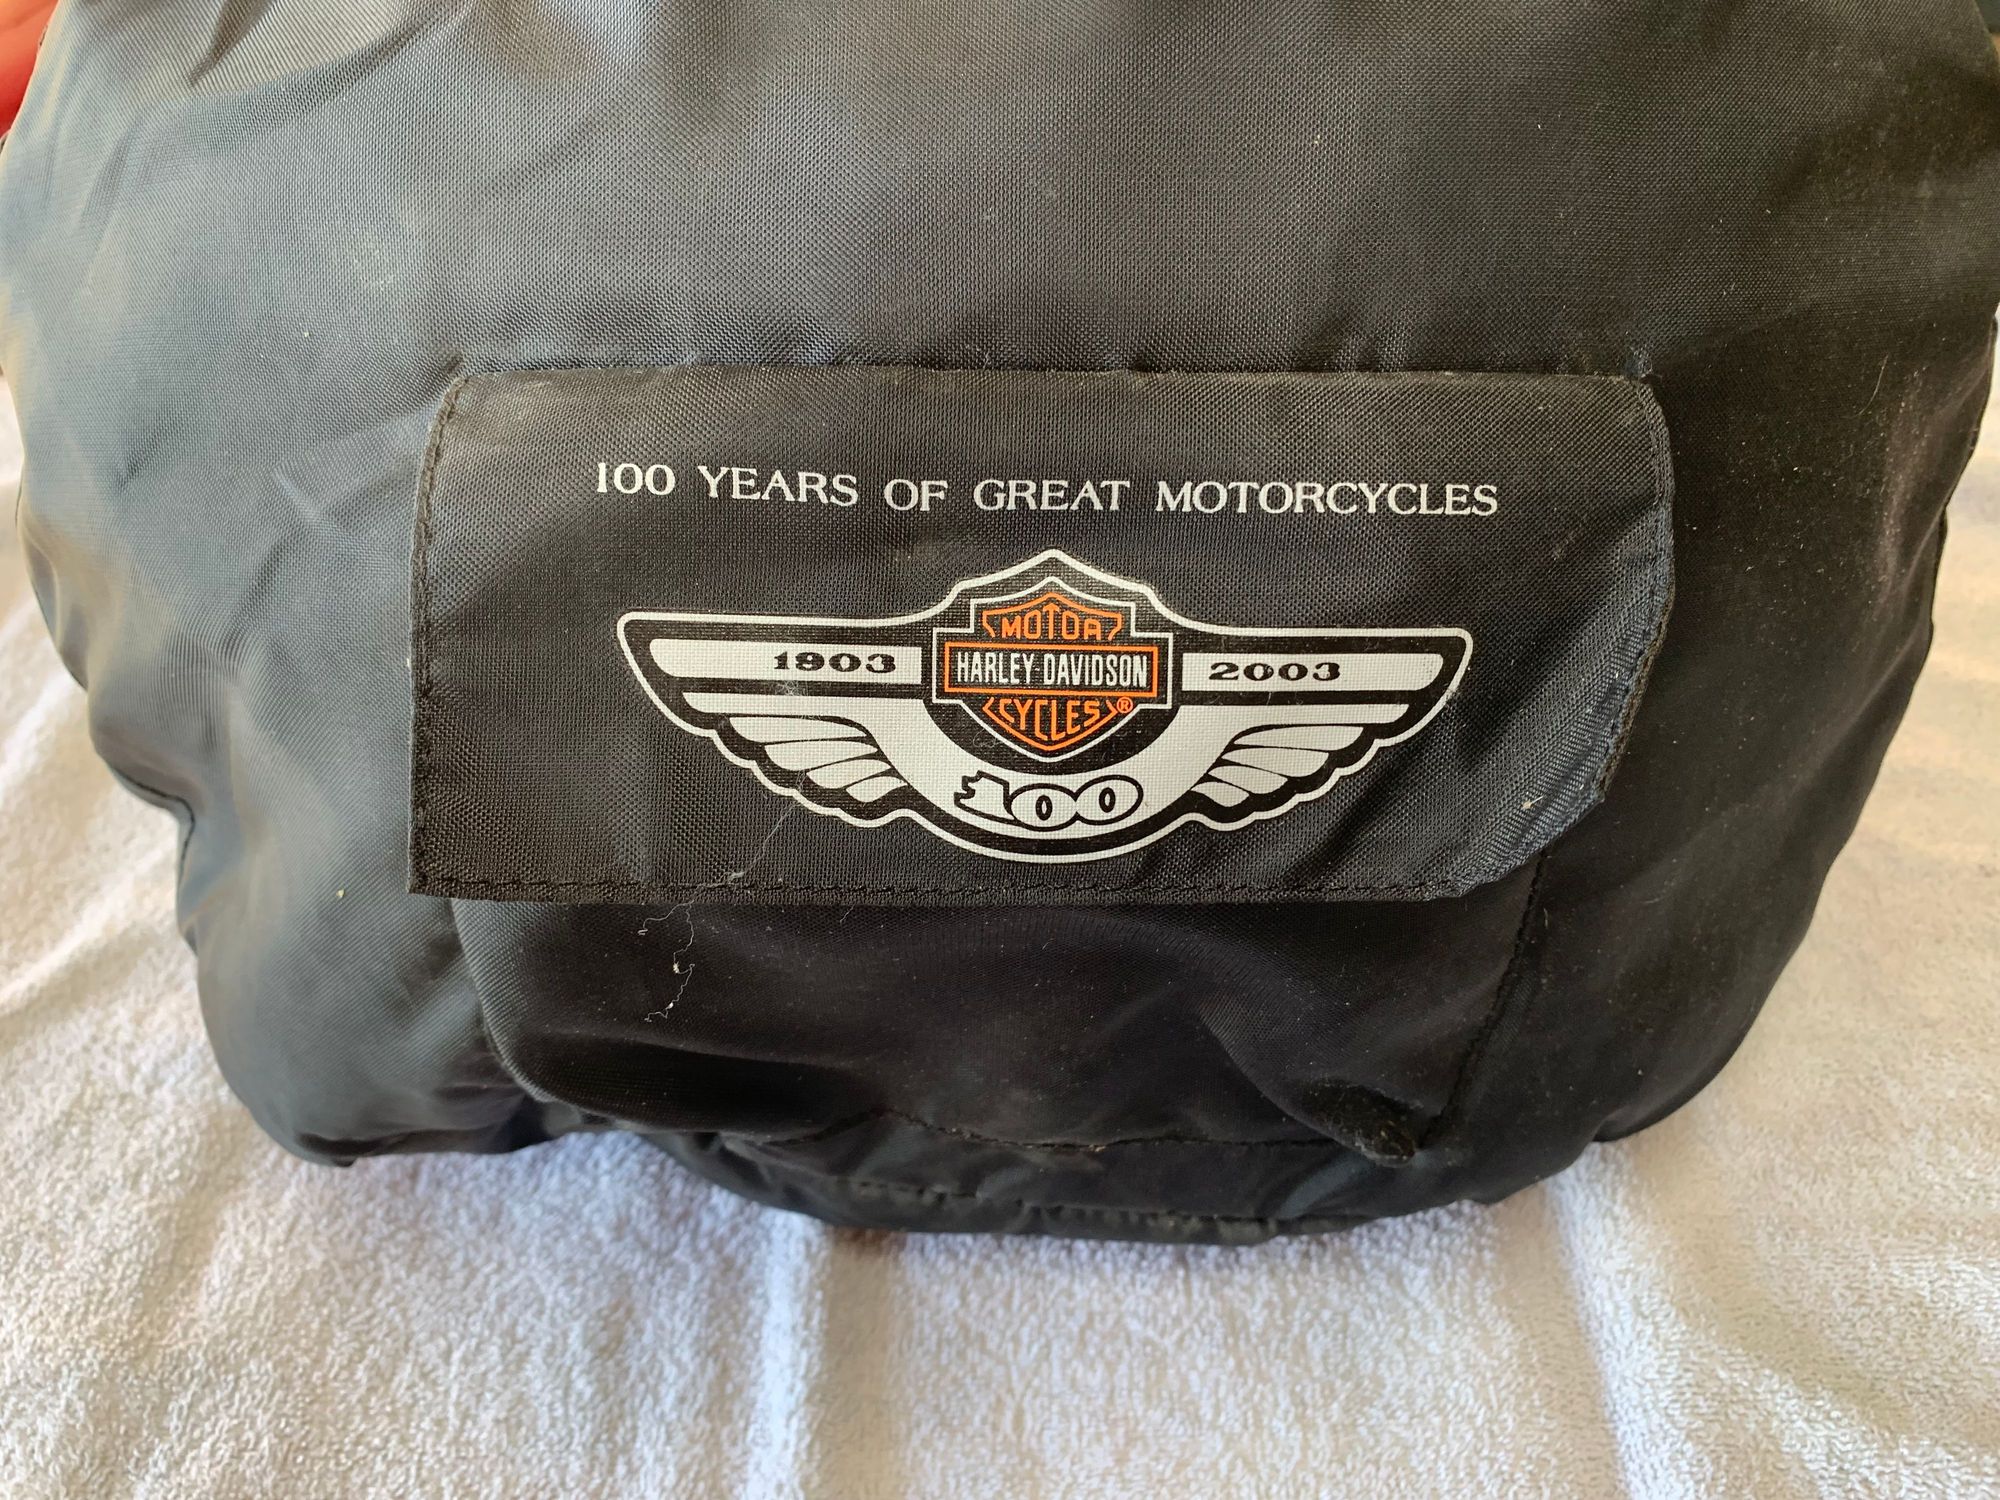 100 YEARS OF GREAT MOTORCYCLES
MOTOR
1903 HARLEY-DAVIDSON 2003
CYCLES®
100